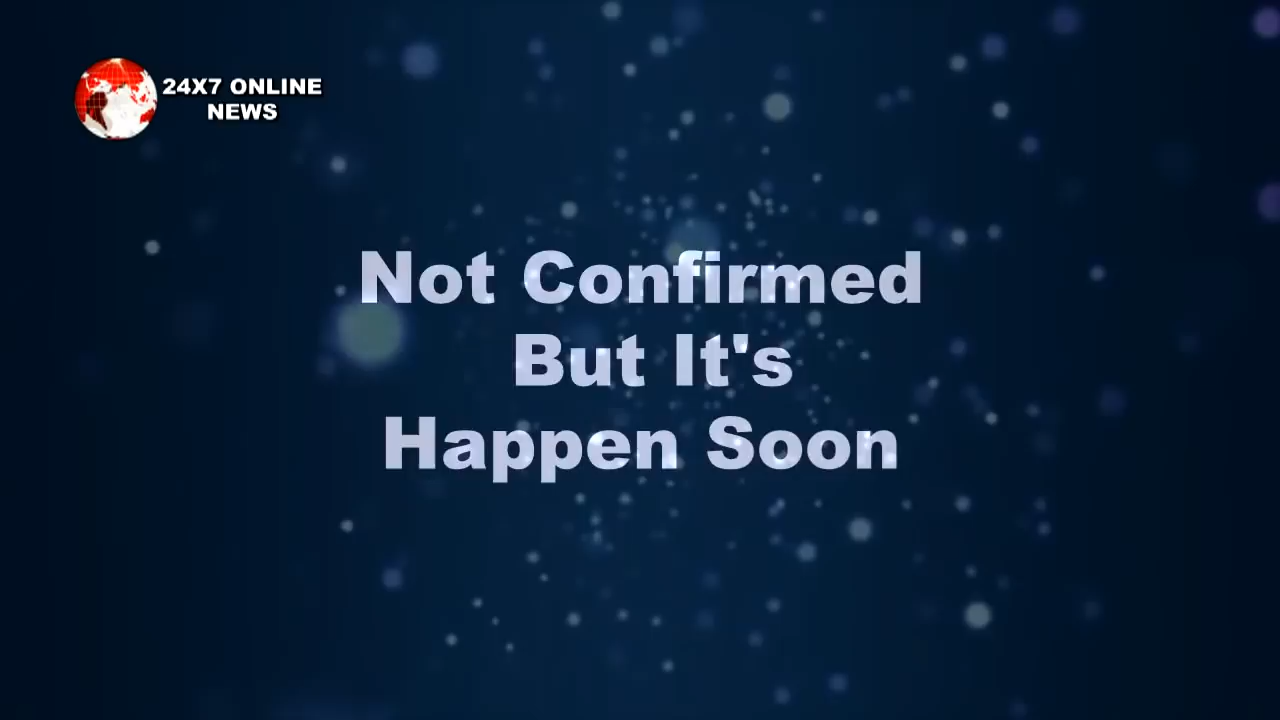 24X7 ONLINE
NEWS
Not Confirmed
But It's
Happen Soon